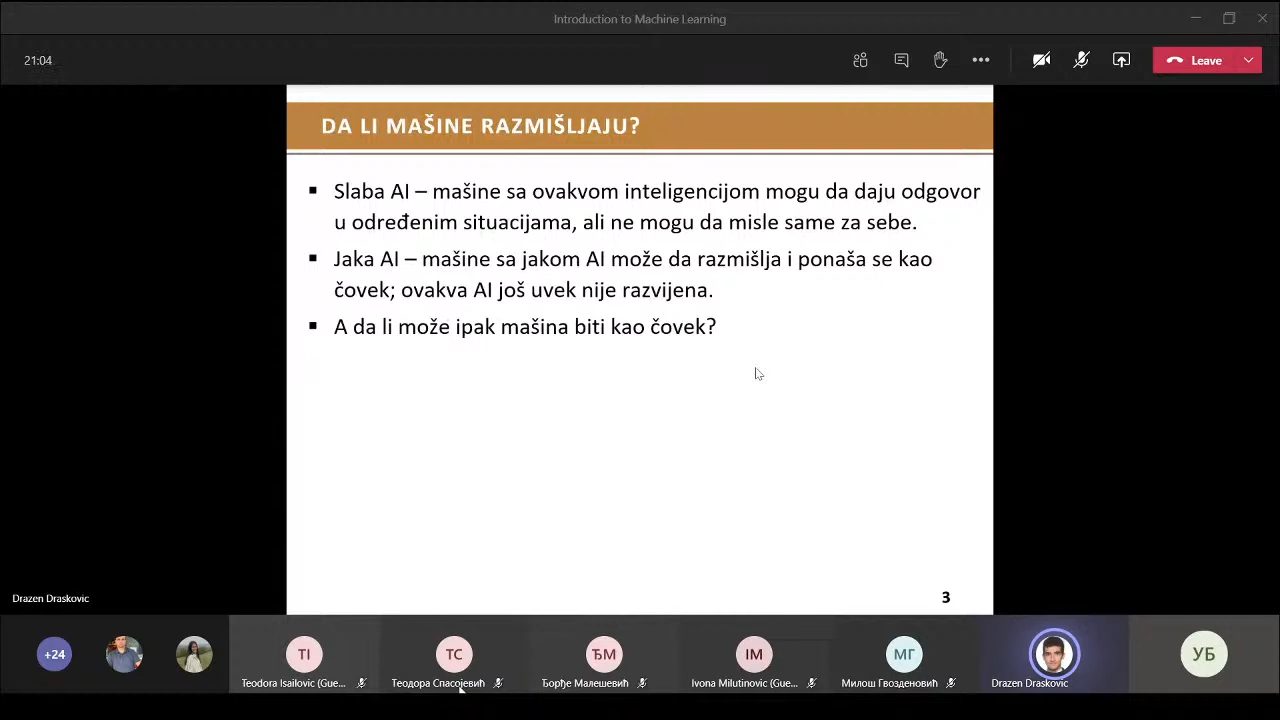 Introduction to Machine Learning
21:04
Leave
DA LI MAŠINE RAZMIŠLJAJU?
▪ Slaba AI – mašine sa ovakvom inteligencijom mogu da daju odgovor
u određenim situacijama, ali ne mogu da misle same za sebe.
▪ Jaka AI – mašine sa jakom AI može da razmišlja i ponaša se kao
čovek; ovakva AI još uvek nije razvijena.
▪ A da li može ipak mašina biti kao čovek?
3
Drazen Draskovic
+24
TI
TC
ЂМ
IM
МГ
УБ
Teodora Isailovic (Gue...
Теодора Спасојевић
Ђорђе Малешевић
Ivona Milutinovic (Gue...
Милош Гвозденовић
Drazen Draskovic